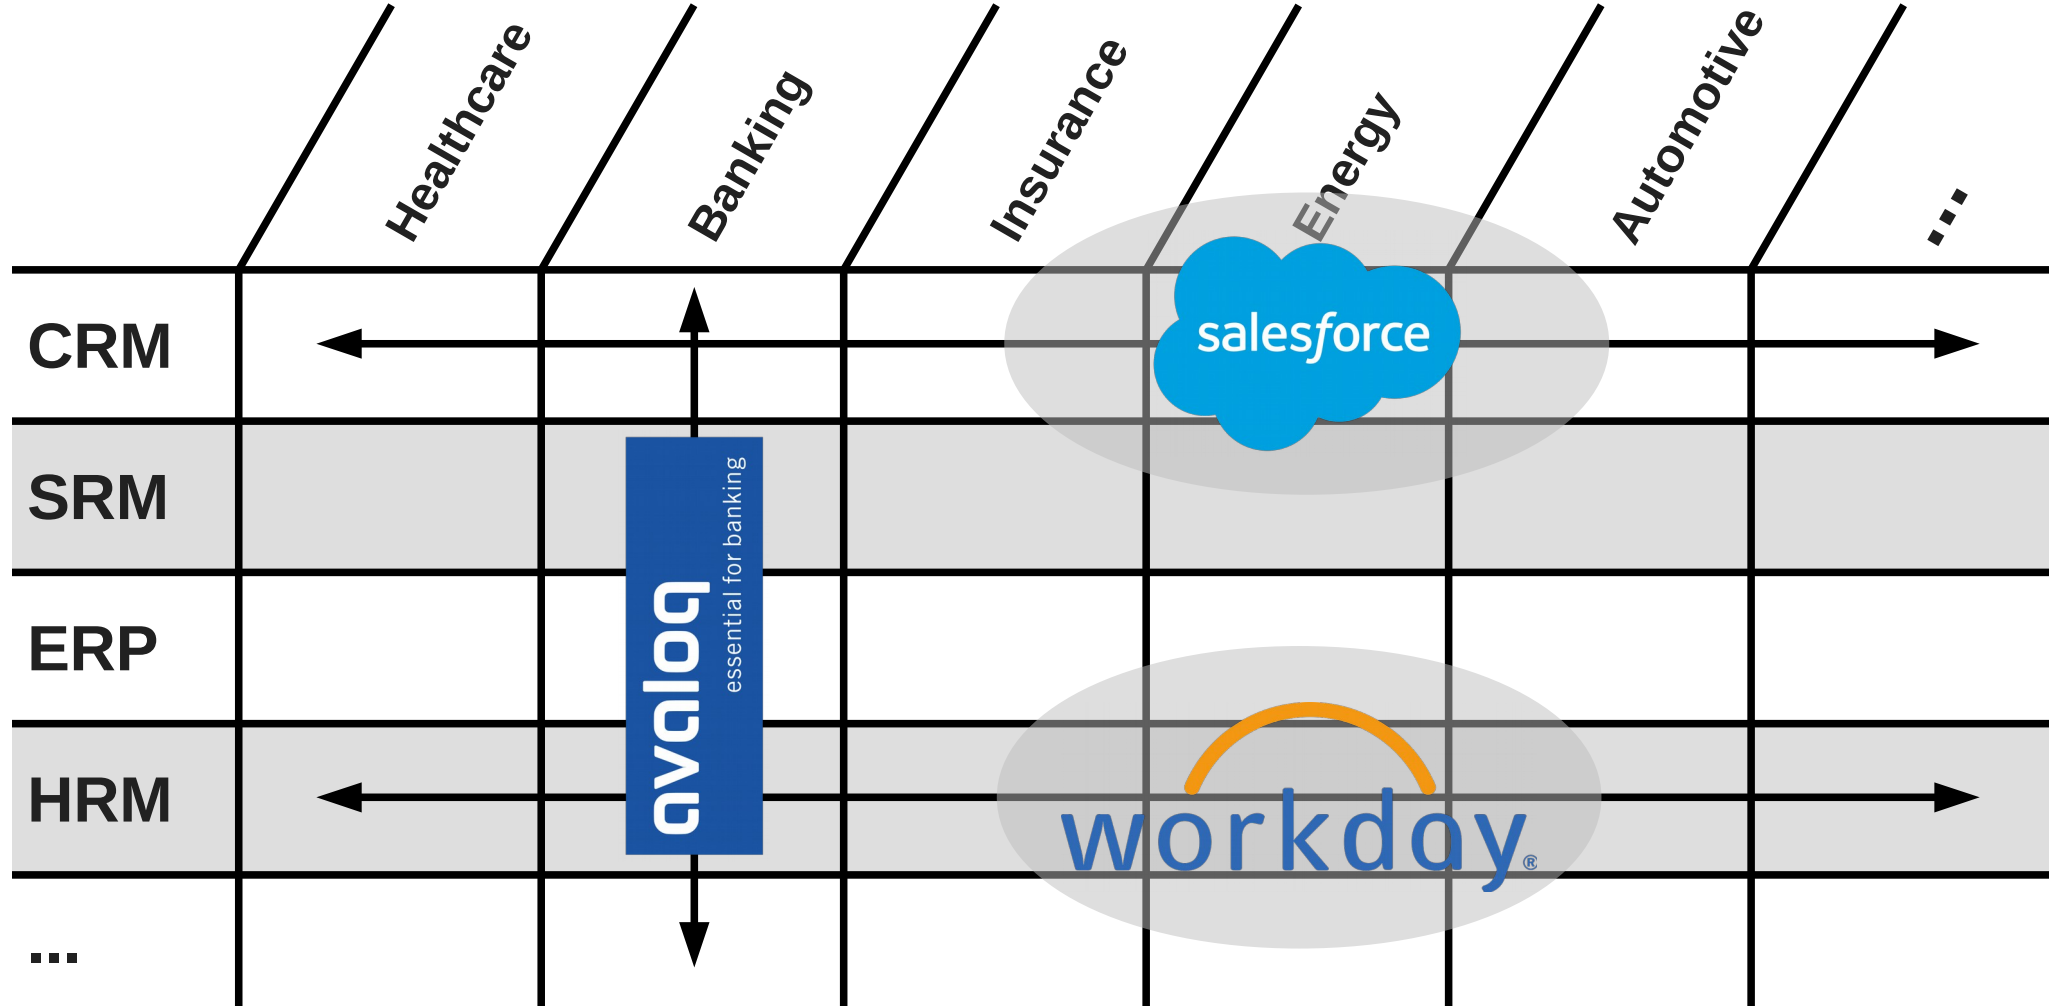 Healthcare
Banking
Insurance
Energy
Automotive
...
CRM
salesforce
SRM
ERP
HRM
avaloq
essential for banking
workday®
...